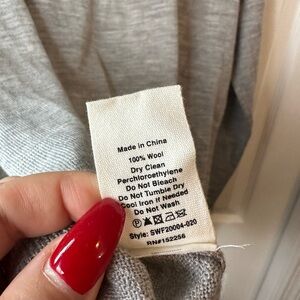 Made in China
100% Wool
Dry Clean
Perchloroethylene
Do Not Bleach
Do Not Tumble Dry
Cool Iron if Needed
Do Not Wash
Style: SWF20004-020
RN#152256